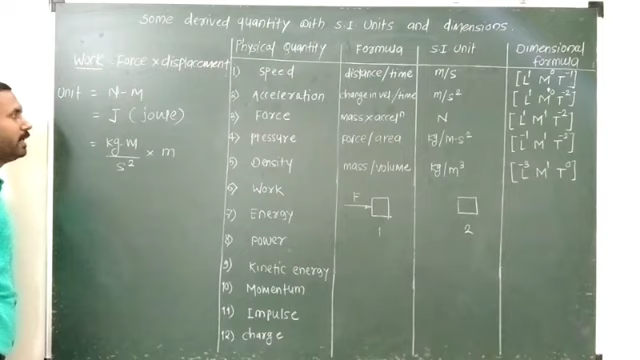 Some derived quantity with S.I. Units and dimensions.
Work = Force × displacement
Unit = N-M
= J (joule)
= kg.M/s² × m
Physical Quantity Formula S.I. Unit Dimensional formula
1) Speed distance/time m/s [L¹ M⁰ T⁻¹]
2) Acceleration change in vel/time m/s² [L¹ M⁰ T⁻²]
3) Force mass×accelⁿ N [L¹ M¹ T⁻²]
4) Pressure force/area kg/m-s² [L⁻¹ M¹ T⁻²]
5) Density mass/volume kg/m³ [L⁻³ M¹ T⁰]
6) Work
7) Energy F
8) Power 1 2
9) Kinetic energy
10) Momentum
11) Impulse
12) charge